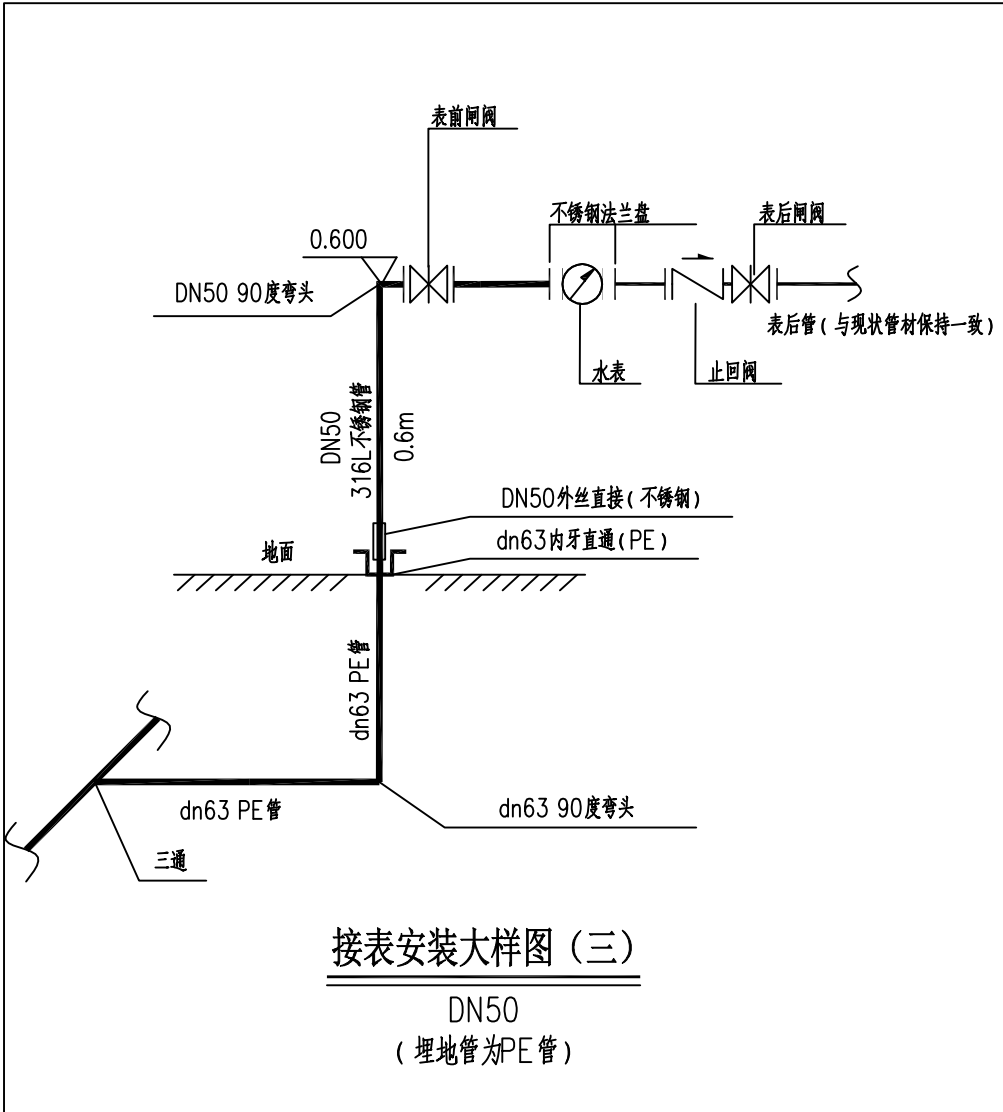 表前闸阀
不锈钢法兰盘
表后闸阀
0.600
DN50 90度弯头
表后管(与现状管材保持一致)
水表
止回阀
DN50
316L不锈钢管
0.6m
DN50外丝直接(不锈钢)
dn63内牙直通(PE)
地面
dn63 PE管
dn63 PE管
dn63 90度弯头
三通
接表安装大样图(三)
DN50
(埋地管为PE管)